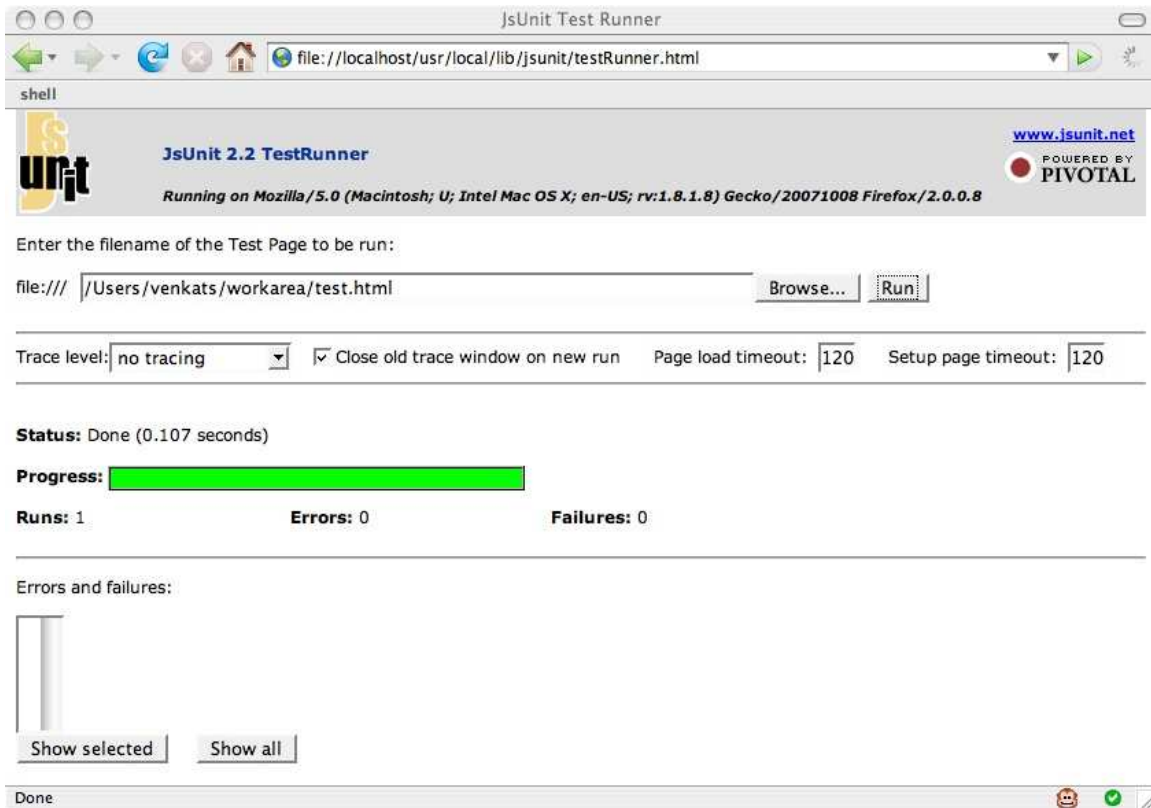 JsUnit Test Runner
file://localhost/usr/local/lib/jsunit/testRunner.html
shell
Js unit
JsUnit 2.2 TestRunner
www.jsunit.net
POWERED BY
PIVOTAL
Running on Mozilla/5.0 (Macintosh; U; Intel Mac OS X; en-US; rv:1.8.1.8) Gecko/20071008 Firefox/2.0.0.8
Enter the filename of the Test Page to be run:
file:/// /Users/venkats/workarea/test.html Browse... Run
Trace level: no tracing Close old trace window on new run Page load timeout: 120 Setup page timeout: 120
Status: Done (0.107 seconds)
Progress:
Runs: 1 Errors: 0 Failures: 0
Errors and failures:
Show selected Show all
Done